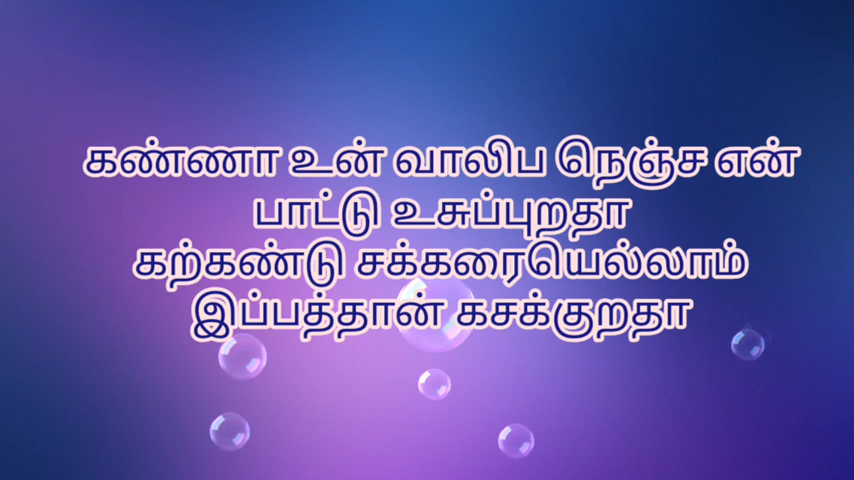 கண்ணா உன் வாலிப நெஞ்ச என்
பாட்டு உசுப்புறதா
கற்கண்டு சக்கரையெல்லாம்
இப்பத்தான் கசக்குறதா